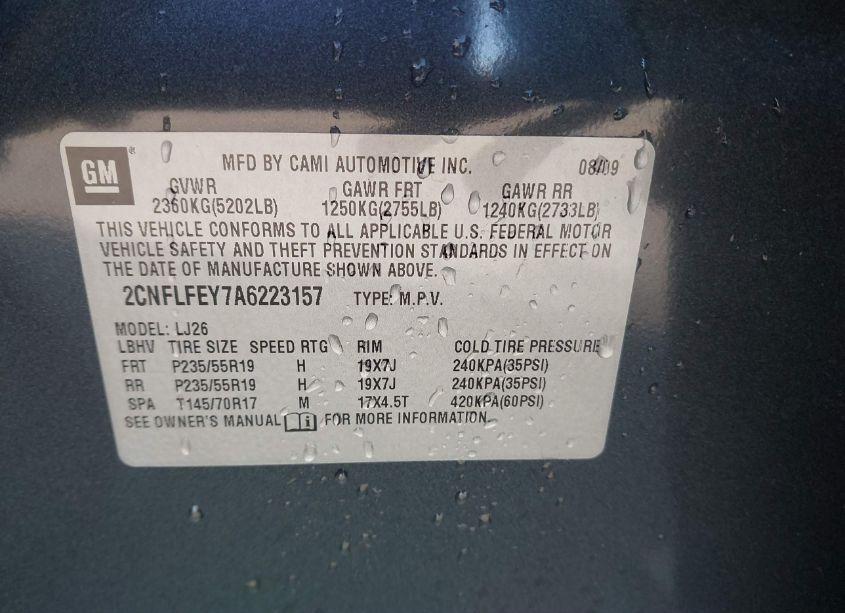 GM
MFD BY CAMI AUTOMOTIVE INC. 08/09
GVWR GAWR FRT GAWR RR
2360KG(5202LB) 1250KG(2755LB) 1240KG(2733LB)
THIS VEHICLE CONFORMS TO ALL APPLICABLE U.S. FEDERAL MOTOR
VEHICLE SAFETY AND THEFT PREVENTION STANDARDS IN EFFECT ON
THE DATE OF MANUFACTURE SHOWN ABOVE.
2CNFLFEY7A6223157 TYPE: M.P.V.
MODEL: LJ26
LBHV TIRE SIZE SPEED RTG RIM COLD TIRE PRESSURE
FRT P235/55R19 H 19X7J 240KPA(35PSI)
RR P235/55R19 H 19X7J 240KPA(35PSI)
SPA T145/70R17 M 17X4.5T 420KPA(60PSI)
SEE OWNER'S MANUAL FOR MORE INFORMATION.